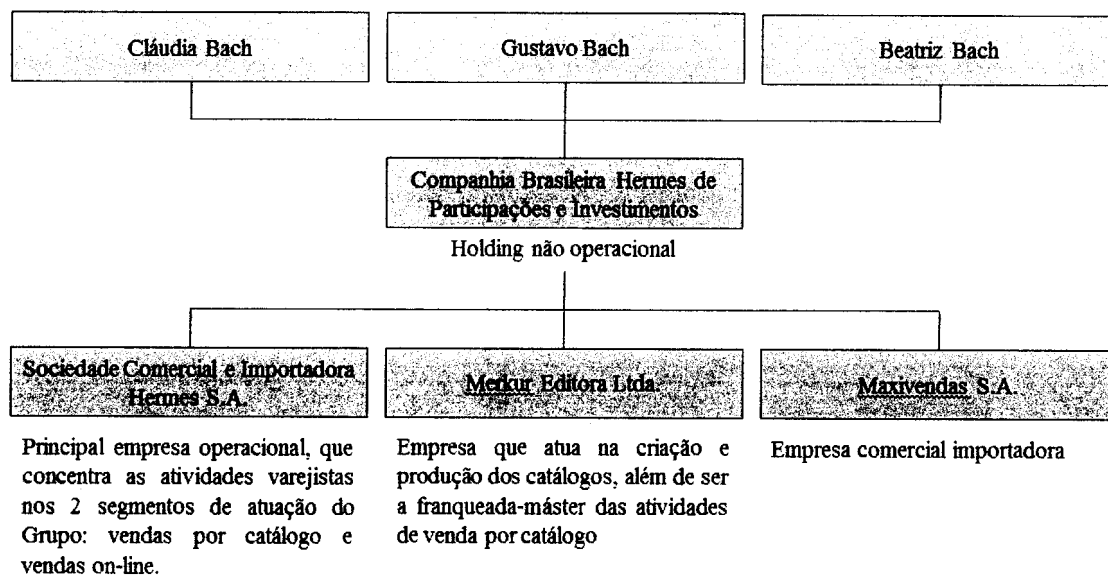 Cláudia Bach
Gustavo Bach
Beatriz Bach
Companhia Brasileira Hermes de
Participações e Investimentos
Holding não operacional
Sociedade Comercial e Importadora
Hermes S.A.
Principal empresa operacional, que
concentra as atividades varejistas
nos 2 segmentos de atuação do
Grupo: vendas por catálogo e
vendas on-line.
Merkur Editora Ltda.
Empresa que atua na criação e
produção dos catálogos, além de ser
a franqueada-máster das atividades
de venda por catálogo
Maxivendas S.A.
Empresa comercial importadora